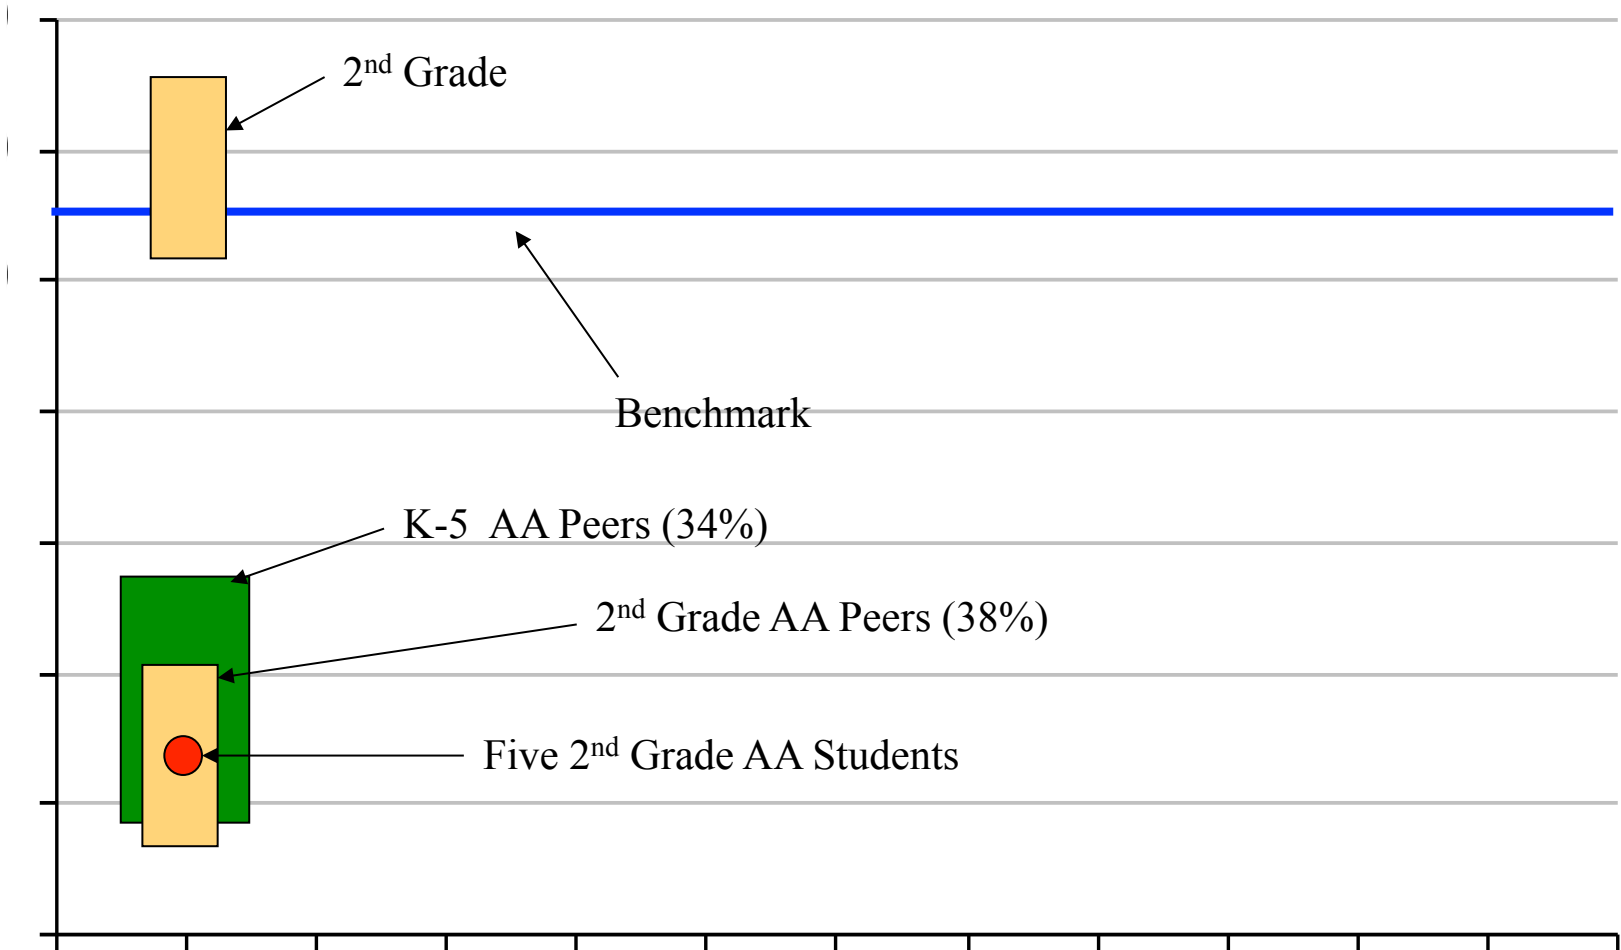 2nd Grade
Benchmark
K-5 AA Peers (34%)
2nd Grade AA Peers (38%)
Five 2nd Grade AA Students